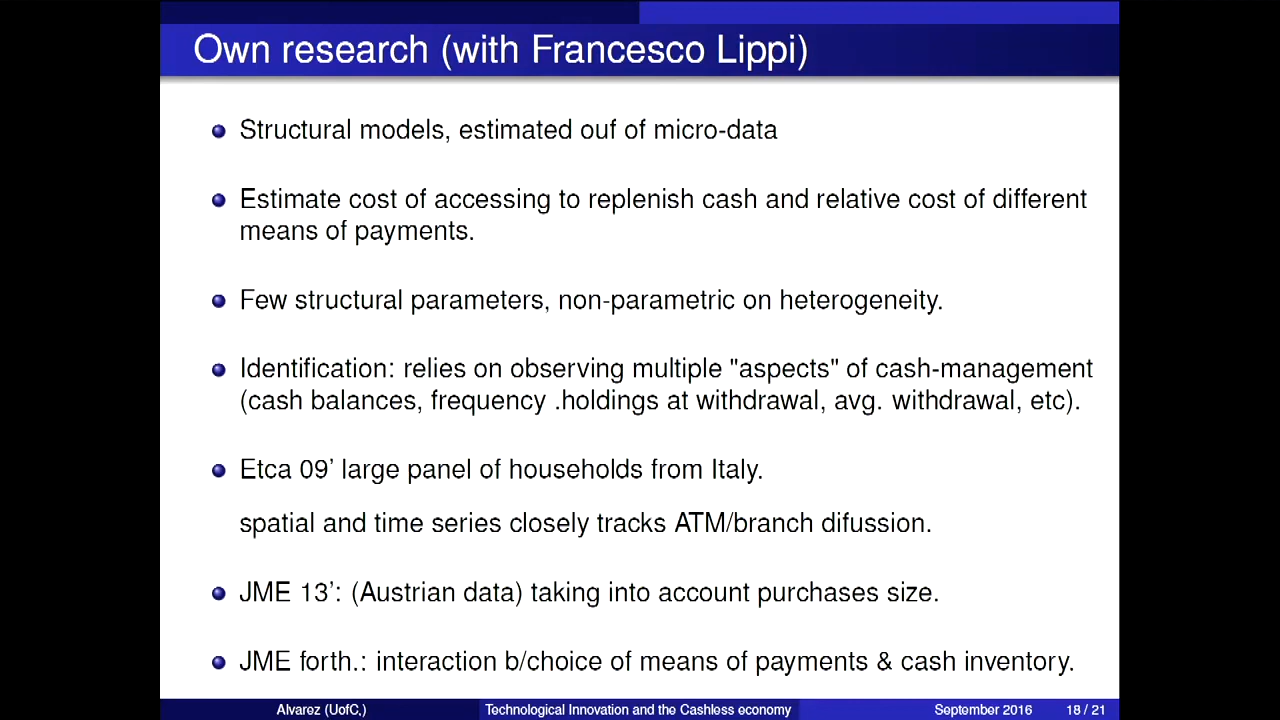 Own research (with Francesco Lippi)
Structural models, estimated ouf of micro-data
Estimate cost of accessing to replenish cash and relative cost of different
means of payments.
Few structural parameters, non-parametric on heterogeneity.
Identification: relies on observing multiple "aspects" of cash-management
(cash balances, frequency .holdings at withdrawal, avg. withdrawal, etc).
Etca 09' large panel of households from Italy.
spatial and time series closely tracks ATM/branch difussion.
JME 13': (Austrian data) taking into account purchases size.
JME forth.: interaction b/choice of means of payments & cash inventory.
Alvarez (UofC,) Technological Innovation and the Cashless economy September 2016 18 / 21